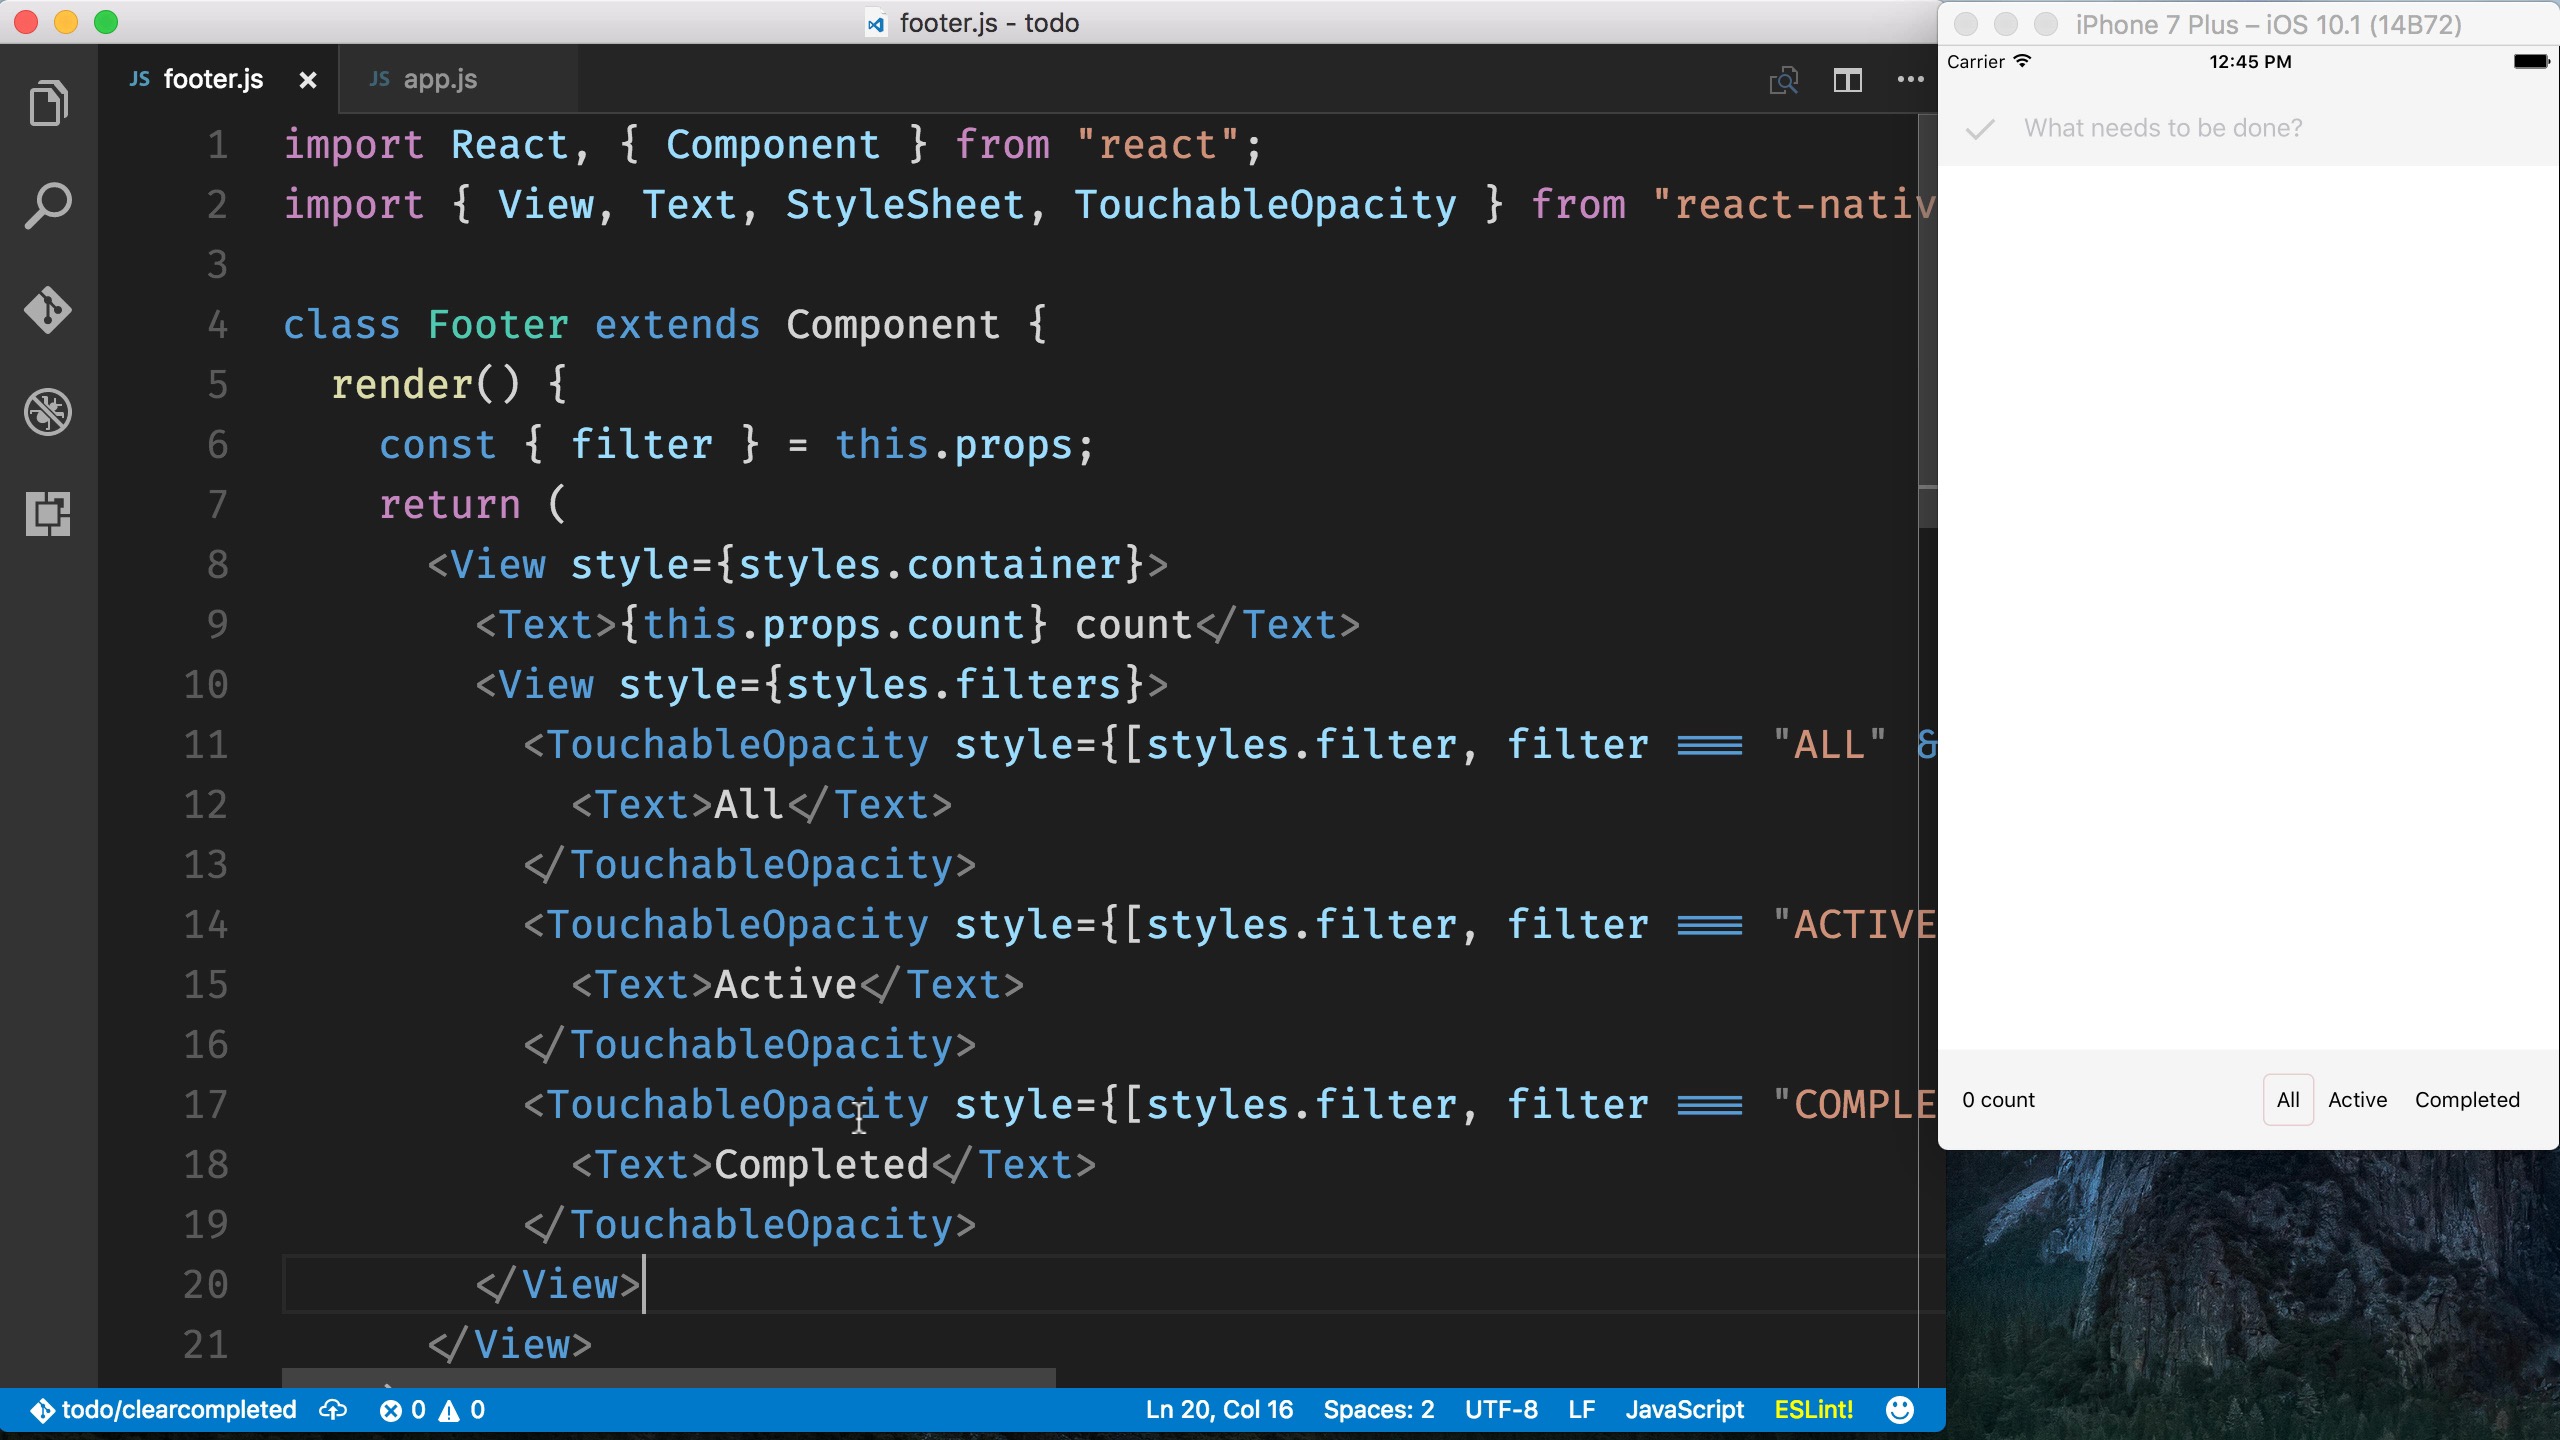 footer.js - todo
JS footer.js × JS app.js
1 import React, { Component } from "react";
2 import { View, Text, StyleSheet, TouchableOpacity } from "react-nativ
3
4 class Footer extends Component {
5 render() {
6 const { filter } = this.props;
7 return (
8 <View style={styles.container}>
9 <Text>{this.props.count} count</Text>
10 <View style={styles.filters}>
11 <TouchableOpacity style={[styles.filter, filter === "ALL" &
12 <Text>All</Text>
13 </TouchableOpacity>
14 <TouchableOpacity style={[styles.filter, filter === "ACTIVE
15 <Text>Active</Text>
16 </TouchableOpacity>
17 <TouchableOpacity style={[styles.filter, filter === "COMPLE
18 <Text>Completed</Text>
19 </TouchableOpacity>
20 </View>
21 </View>
todo/clearcompleted 0 0 Ln 20, Col 16 Spaces: 2 UTF-8 LF JavaScript ESLint!
iPhone 7 Plus – iOS 10.1 (14B72)
Carrier 12:45 PM
What needs to be done?
0 count All Active Completed